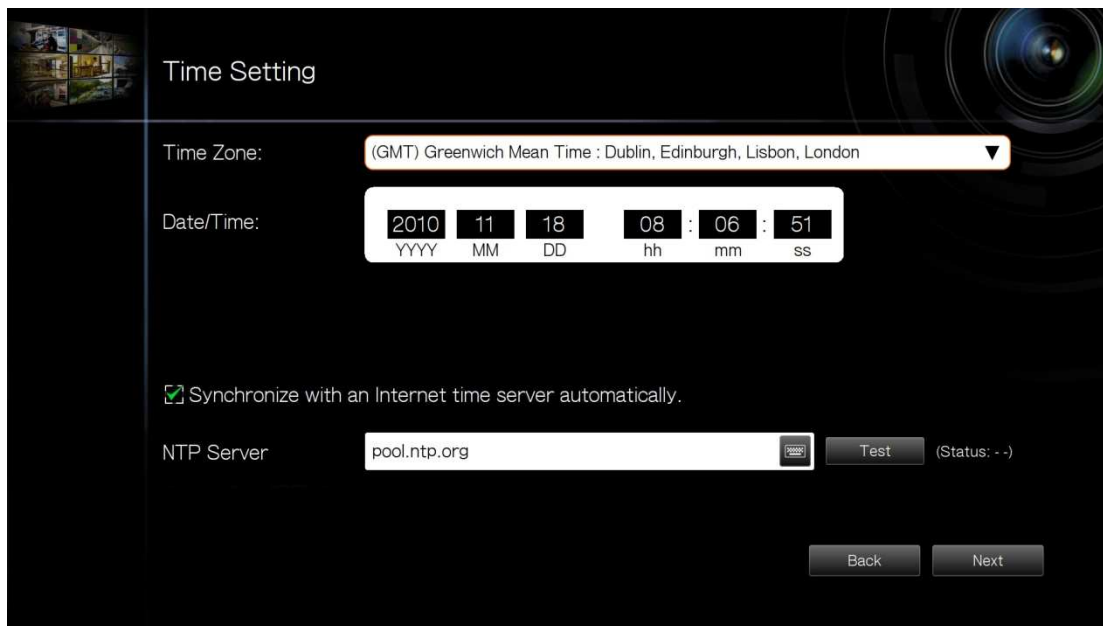 Time Setting
Time Zone: (GMT) Greenwich Mean Time : Dublin, Edinburgh, Lisbon, London
Date/Time: 2010 11 18 08 : 06 : 51
YYYY MM DD hh mm ss
Synchronize with an Internet time server automatically.
NTP Server pool.ntp.org Test (Status: - -)
Back Next